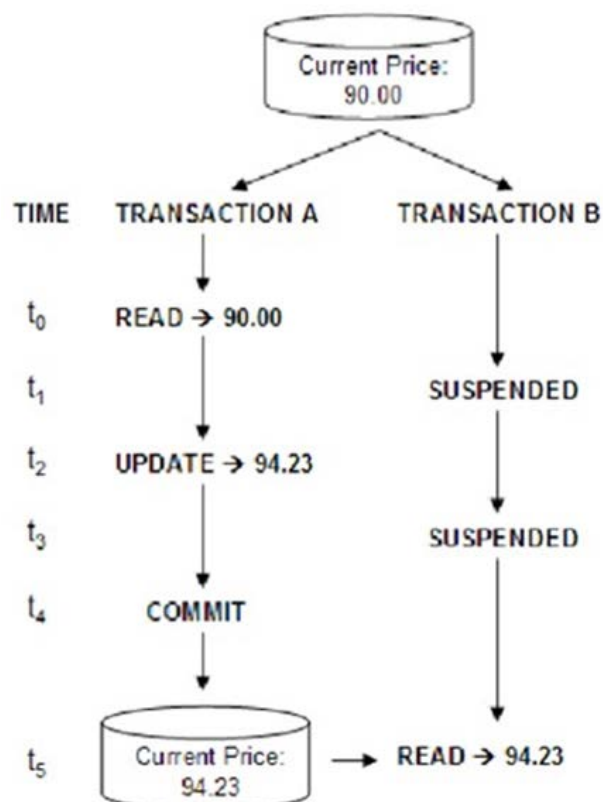 Current Price:
90.00
TIME TRANSACTION A TRANSACTION B
t₀ READ → 90.00
t₁ SUSPENDED
t₂ UPDATE → 94.23
t₃ SUSPENDED
t₄ COMMIT
t₅ Current Price: READ → 94.23
94.23